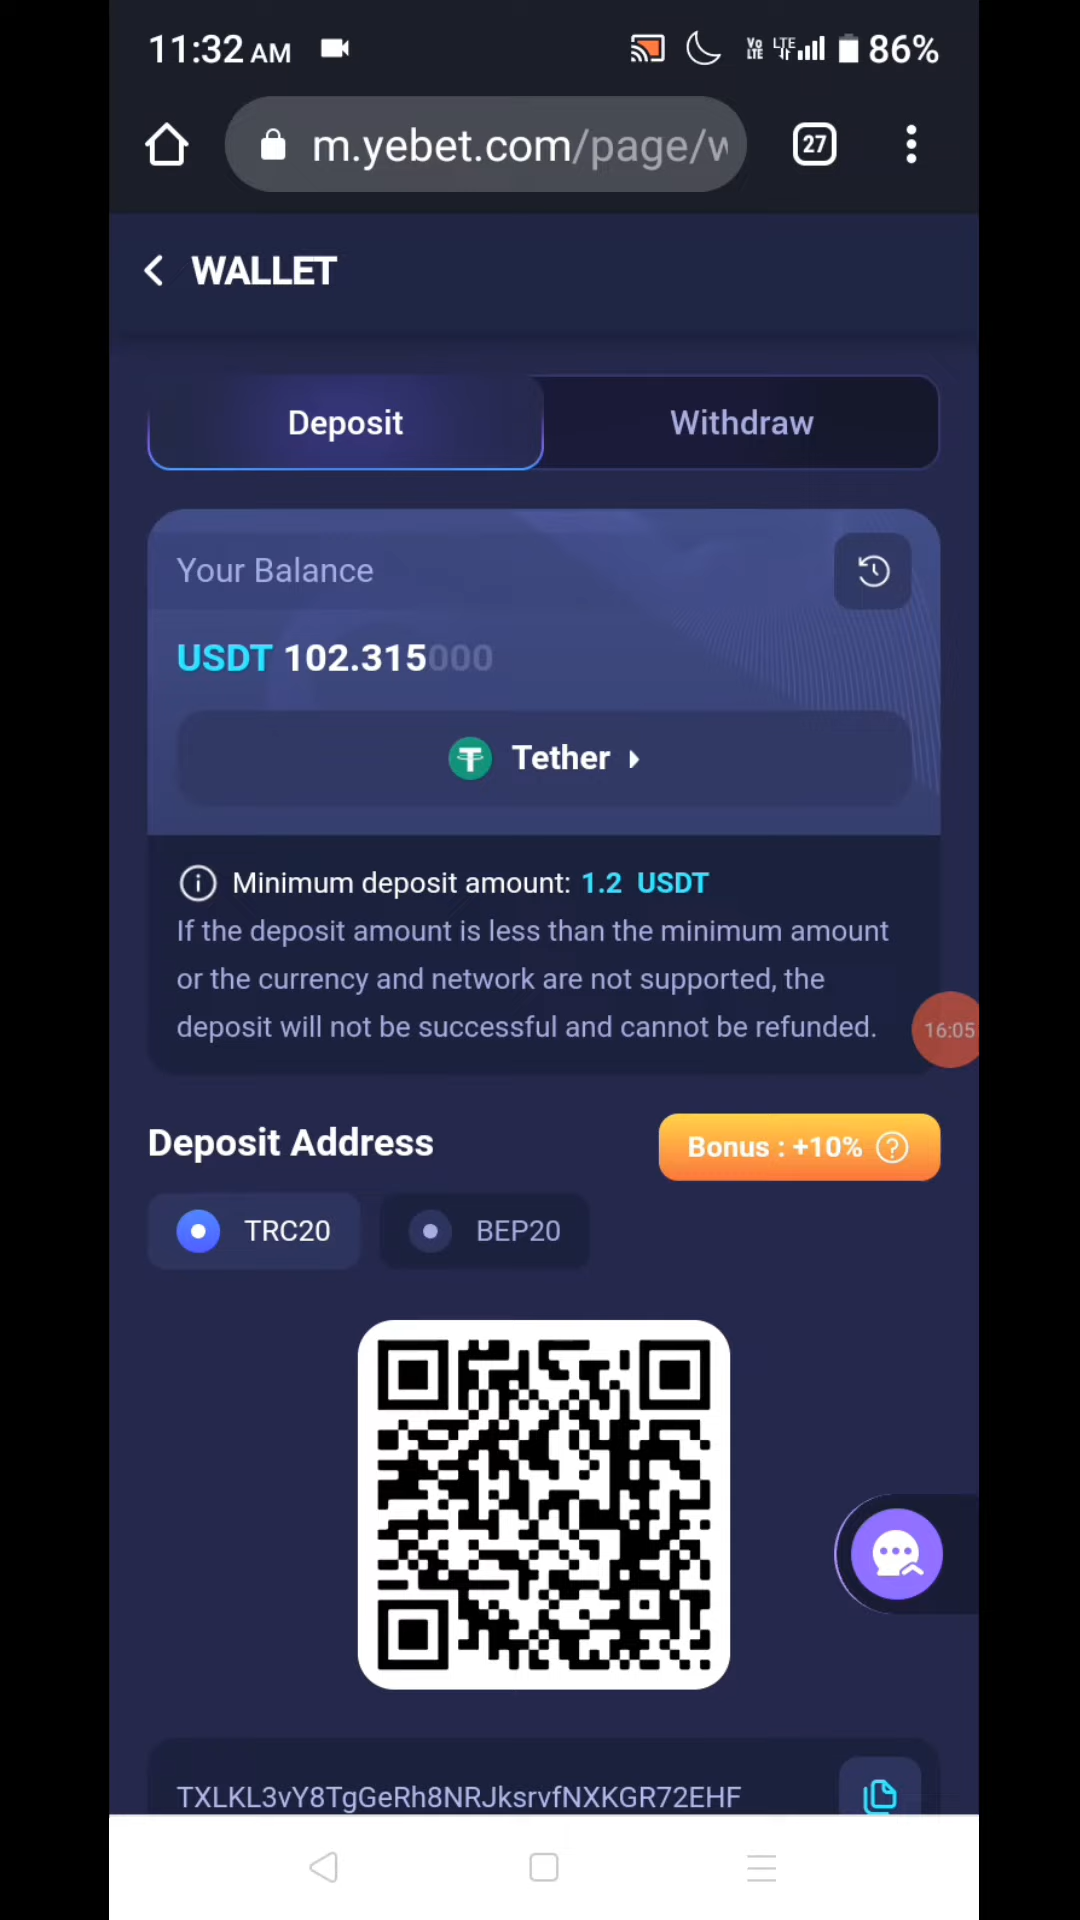 11:32 AM
Vo LTE LTE 86%
m.yebet.com/page/w
27
WALLET
Deposit
Withdraw
Your Balance
USDT 102.315000
Tether
Minimum deposit amount: 1.2 USDT
If the deposit amount is less than the minimum amount
or the currency and network are not supported, the
deposit will not be successful and cannot be refunded.
16:05
Deposit Address
Bonus : +10% ?
TRC20
BEP20
TXLKL3vY8TgGeRh8NRJksrvfNXKGR72EHF